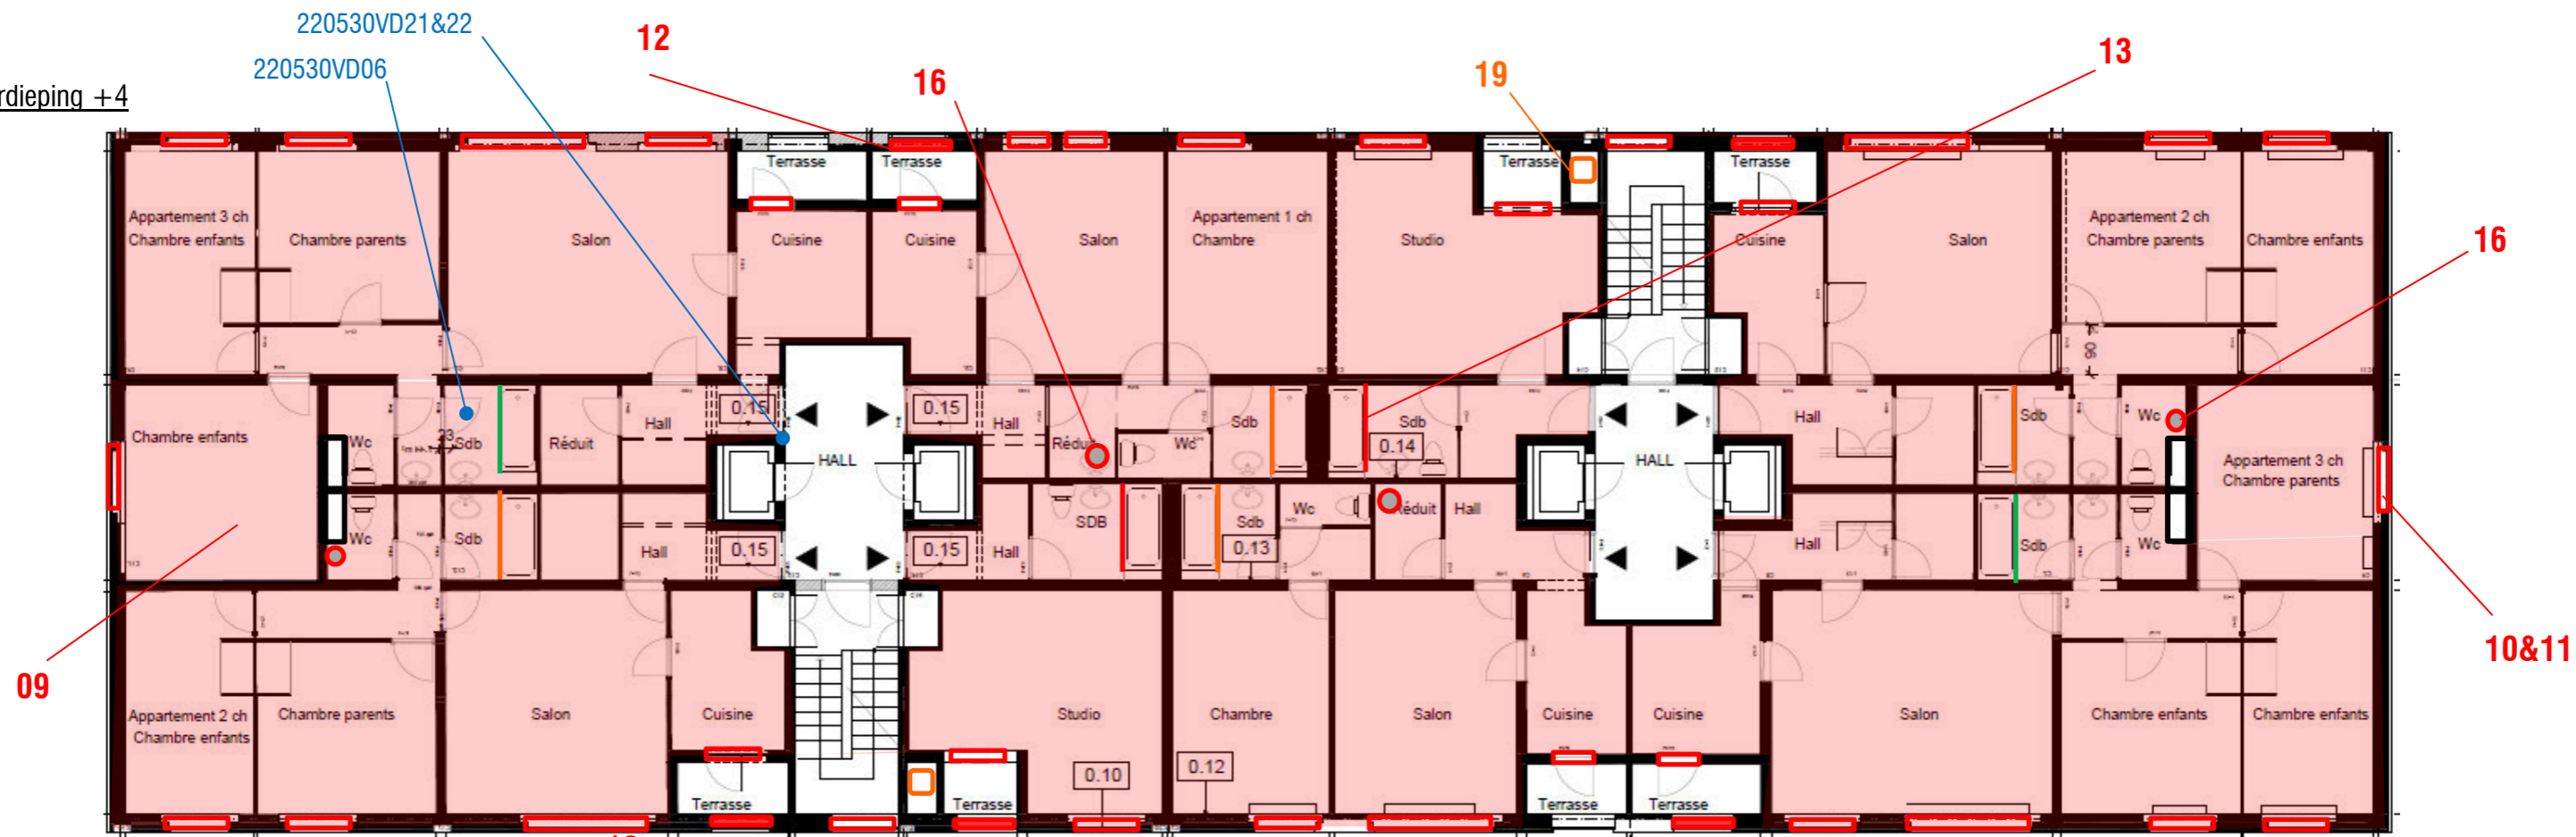 220530VD21&22
12
13
220530VD06
19
16
rdieping +4
Terrasse
Terrasse
Terrasse
Terrasse
Appartement 3 ch
Chambre enfants
Chambre parents
Salon
Cuisine
Cuisine
Salon
Appartement 1 ch
Chambre
Studio
Cuisine
Salon
Appartement 2 ch
Chambre parents
Chambre enfants
16
90
Chambre enfants
Wc
23
Sdb
Réduit
Hall
0.15
HALL
0.15
Hall
Réduit
Wc
Sdb
Sdb
0.14
HALL
Hall
Sdb
Wc
Appartement 3 ch
Chambre parents
Wc
Sdb
Hall
0.15
0.15
Hall
SDB
Sdb
0.13
Wc
Réduit
Hall
Hall
Sdb
Wc
09
10&11
Appartement 2 ch
Chambre enfants
Chambre parents
Salon
Cuisine
Studio
Chambre
Salon
Cuisine
Cuisine
Salon
Chambre enfants
Chambre enfants
0.10
0.12
Terrasse
Terrasse
Terrasse
Terrasse